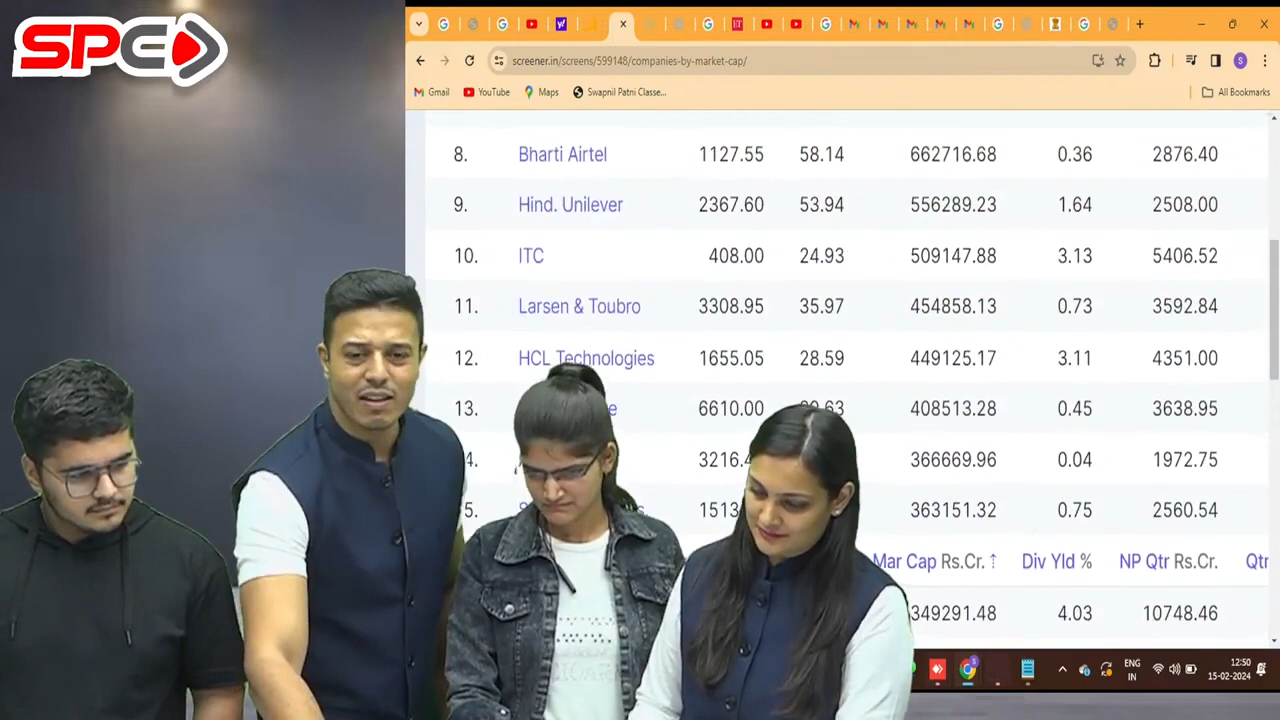 SPC
screener.in/screens/599148/companies-by-market-cap/
S
Gmail YouTube Maps Swapnil Patni Classe... All Bookmarks
8. Bharti Airtel 1127.55 58.14 662716.68 0.36 2876.40
9. Hind. Unilever 2367.60 53.94 556289.23 1.64 2508.00
10. ITC 408.00 24.93 509147.88 3.13 5406.52
11. Larsen & Toubro 3308.95 35.97 454858.13 0.73 3592.84
12. HCL Technologies 1655.05 28.59 449125.17 3.11 4351.00
13. 6610.00 408513.28 0.45 3638.95
366669.96 0.04 1972.75
363151.32 0.75 2560.54
Mar Cap Rs.Cr. ↑ Div Yld % NP Qtr Rs.Cr. Qtr
349291.48 4.03 10748.46
ENG
IN
12:50
15-02-2024